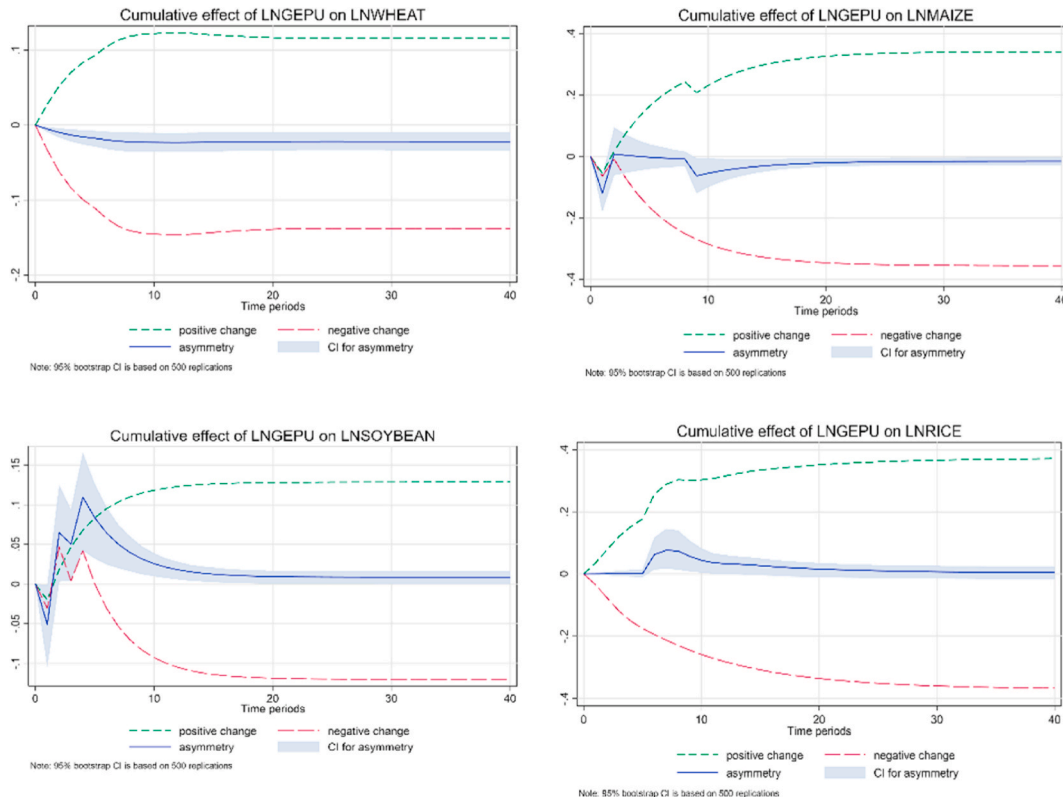 Cumulative effect of LNGEPU on LNWHEAT
.1
0
-.1
-.2
0 10 20 30 40
Time periods
positive change negative change
asymmetry CI for asymmetry
Note: 95% bootstrap CI is based on 500 replications
Cumulative effect of LNGEPU on LNMAIZE
.4
.2
0
-.2
-.4
0 10 20 30 40
Time periods
positive change negative change
asymmetry CI for asymmetry
Note: 95% bootstrap CI is based on 500 replications
Cumulative effect of LNGEPU on LNSOYBEAN
.15
.1
.05
0
-.05
-.1
0 10 20 30 40
Time periods
positive change negative change
asymmetry CI for asymmetry
Note: 95% bootstrap CI is based on 500 replications
Cumulative effect of LNGEPU on LNRICE
.4
.2
0
-.2
-.4
0 10 20 30 40
Time periods
positive change negative change
asymmetry CI for asymmetry
Note: 95% bootstrap CI is based on 500 replications